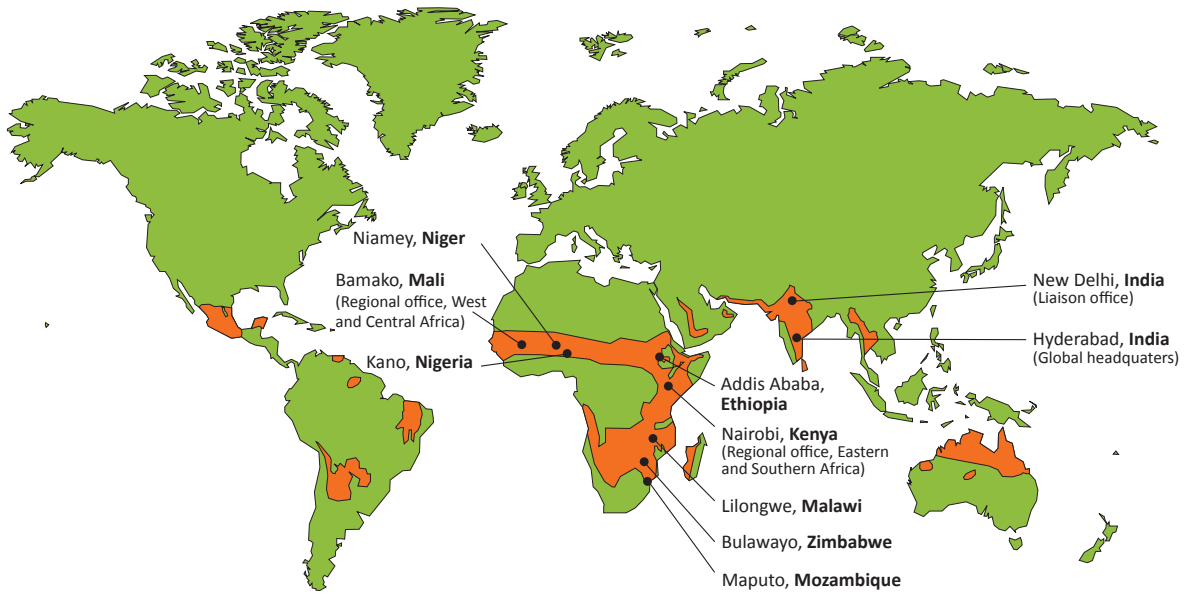 Niamey, Niger
Bamako, Mali
(Regional office, West
and Central Africa)
Kano, Nigeria
New Delhi, India
(Liaison office)
Hyderabad, India
(Global headquaters)
Addis Ababa,
Ethiopia
Nairobi, Kenya
(Regional office, Eastern
and Southern Africa)
Lilongwe, Malawi
Bulawayo, Zimbabwe
Maputo, Mozambique